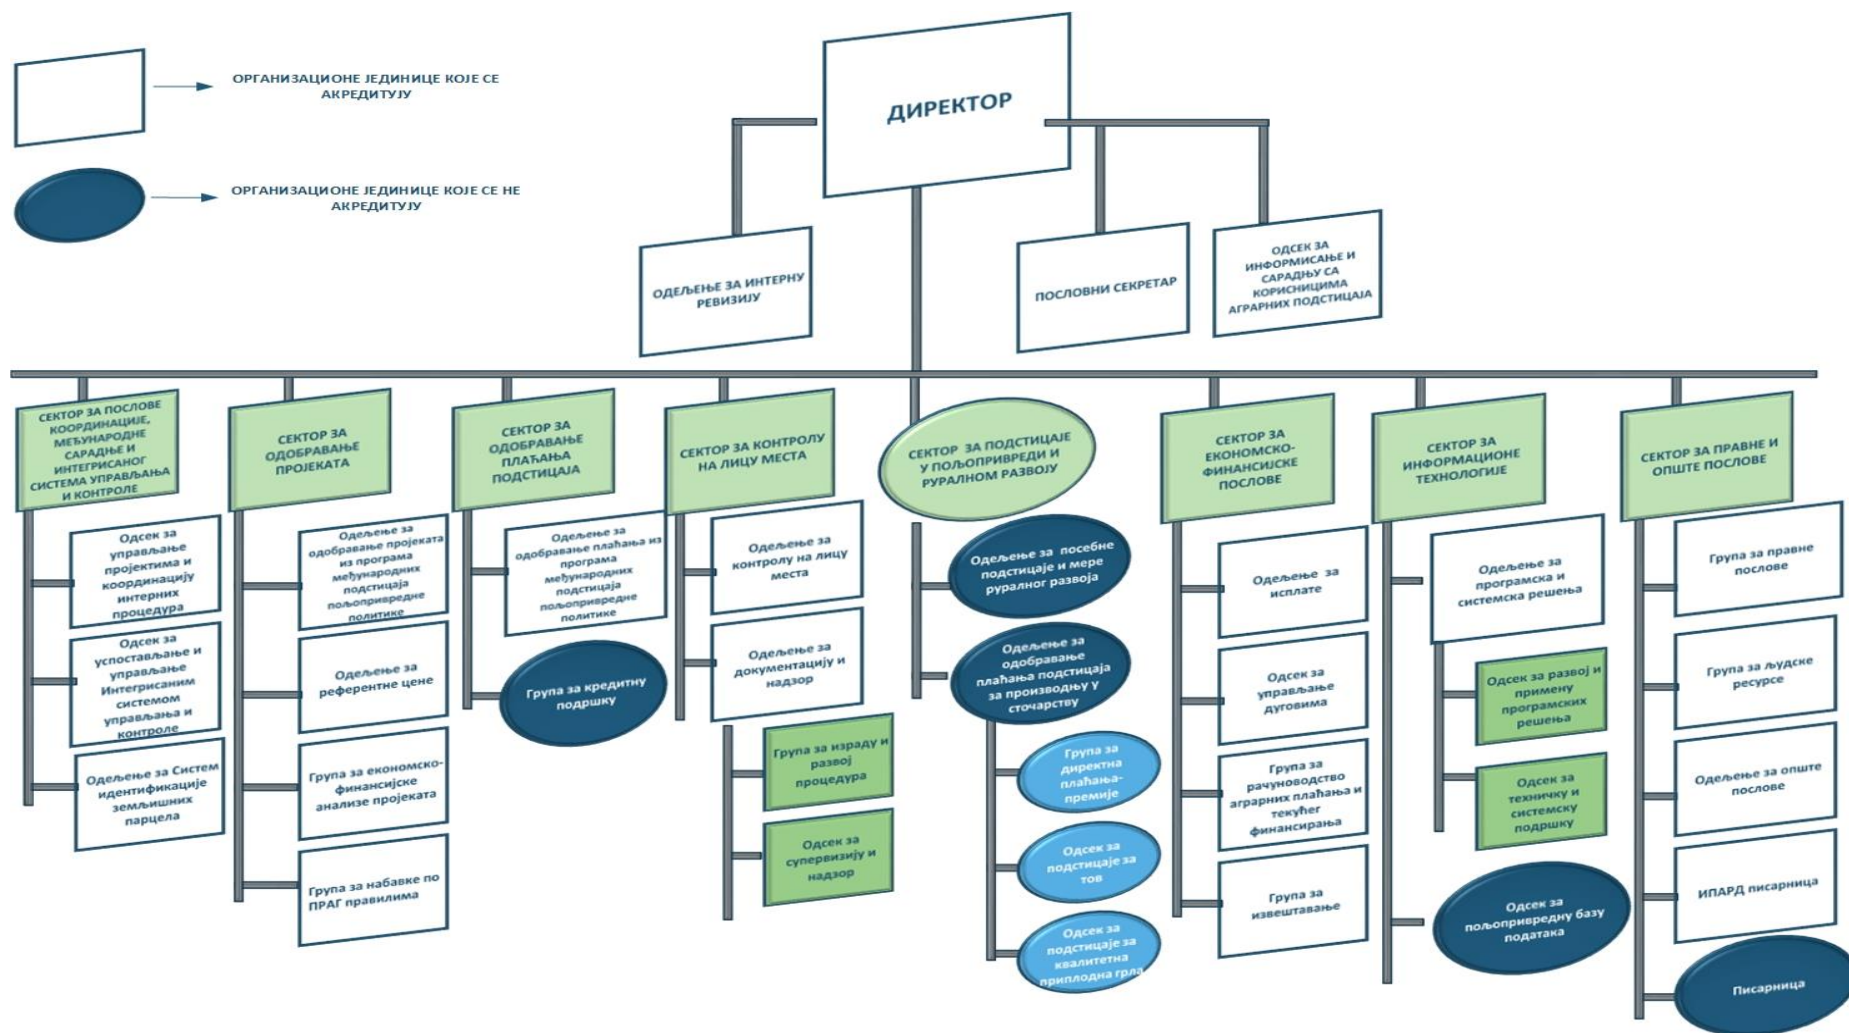 ОРГАНИЗАЦИОНЕ ЈЕДИНИЦЕ КОЈЕ СЕ
АКРЕДИТУЈУ
ОРГАНИЗАЦИОНЕ ЈЕДИНИЦЕ КОЈЕ СЕ НЕ
АКРЕДИТУЈУ
ДИРЕКТОР
ОДЕЉЕЊЕ ЗА ИНТЕРНУ
РЕВИЗИЈУ
ПОСЛОВНИ СЕКРЕТАР
ОДСЕК ЗА
ИНФОРМИСАЊЕ И
САРАДЊУ СА
КОРИСНИЦИМА
АГРАРНИХ ПОДСТИЦАЈА
СЕКТОР ЗА ПОСЛОВЕ
КООРДИНАЦИЈЕ,
МЕЂУНАРОДНЕ
САРАДЊЕ И
ИНТЕГРИСАНОГ
СИСТЕМА УПРАВЉАЊА
И КОНТРОЛЕ
Одсек за
управљање
пројектима и
координацију
интерних
процедура
Одсек за
успостављање и
управљање
Интегрисаним
системом
управљања и
контроле
Одељење за Систем
идентификације
земљишних
парцела
СЕКТОР ЗА
ОДОБРАВАЊЕ
ПРОЈЕКАТА
Одељење за
одобравање пројеката
из програма
међународних
подстицаја
пољопривредне
политике
Одељење за
референтне цене
Група за економско-
финансијске
анализе пројеката
Група за набавке по
ПРАГ правилима
СЕКТОР ЗА
ОДОБРАВАЊЕ
ПЛАЋАЊА
ПОДСТИЦАЈА
Одељење за
одобравање плаћања из
програма
међународних
подстицаја
пољопривредне
политике
Група за кредитну
подршку
СЕКТОР ЗА КОНТРОЛУ
НА ЛИЦУ МЕСТА
Одељење за
контролу на лицу
места
Одељење за
документацију и
надзор
Група за израду и
развој
процедура
Одсек за
супервизију и
надзор
СЕКТОР ЗА ПОДСТИЦАЈЕ
У ПОЉОПРИВРЕДИ И
РУРАЛНОМ РАЗВОЈУ
Одељење за посебне
подстицаје и мере
руралног развоја
Одељење за
одобравање
плаћања подстицаја
за производњу у
сточарству
Група за
директна
плаћања-
премије
Одсек за
подстицаје за
тов
Одсек за
подстицаје за
квалитетна
приплодна грла
СЕКТОР ЗА
ЕКОНОМСКО-
ФИНАНСИЈСКЕ
ПОСЛОВЕ
Одељење за
исплате
Одсек за
управљање
дуговима
Група за
рачуноводство
аграрних плаћања и
текућег
финансирања
Група за
извештавање
СЕКТОР ЗА
ИНФОРМАЦИОНЕ
ТЕХНОЛОГИЈЕ
Одељење за
програмска и
системска решења
Одсек за развој и
примену
програмских
решења
Одсек за
техничку и
системску
подршку
Одсек за
пољопривредну базу
података
СЕКТОР ЗА ПРАВНЕ И
ОПШТЕ ПОСЛОВЕ
Група за правне
послове
Група за људске
ресурсе
Одељење за опште
послове
ИПАРД писарница
Писарница